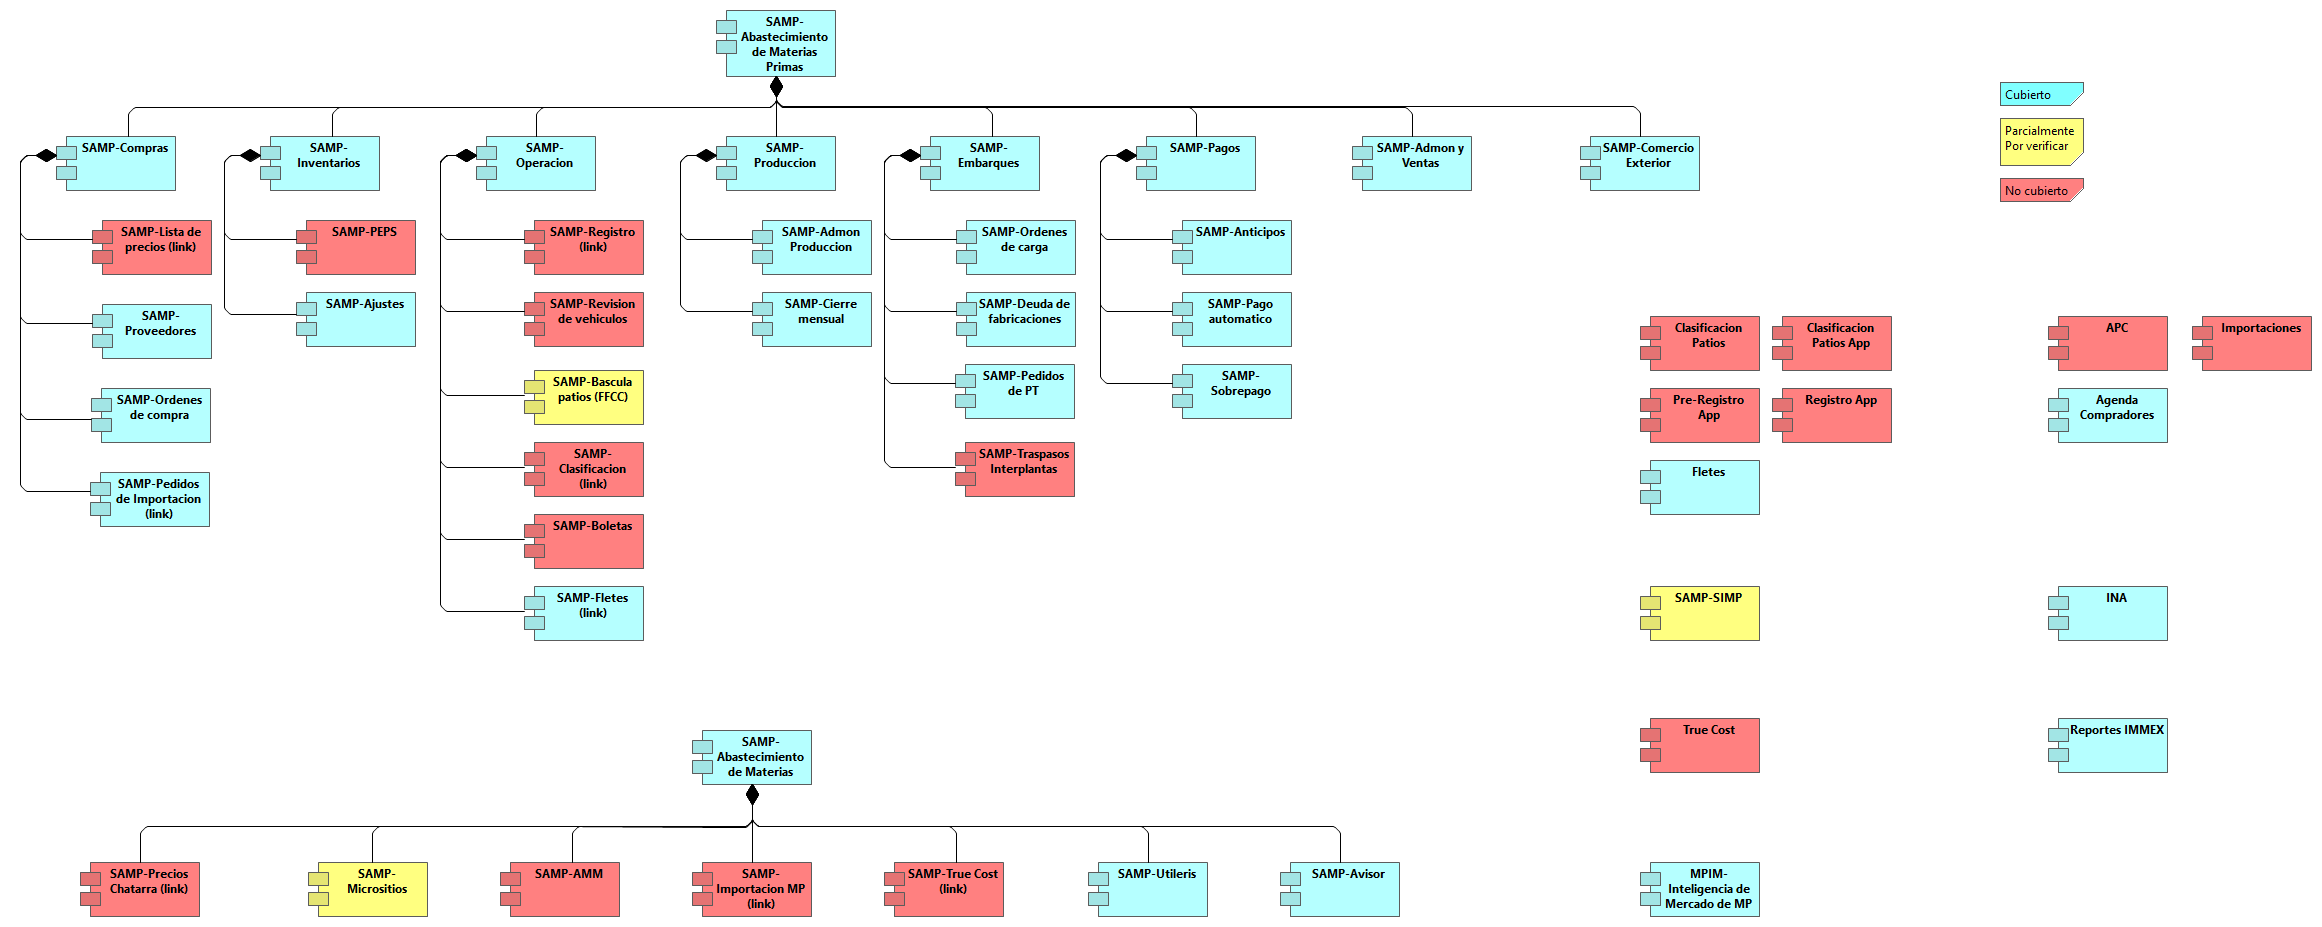 SAMP-
Abastecimiento
de Materias
Primas
Cubierto
Parcialmente
Por verificar
No cubierto
SAMP-Compras
SAMP-
Inventarios
SAMP-
Operacion
SAMP-
Produccion
SAMP-
Embarques
SAMP-Pagos
SAMP-Admon y
Ventas
SAMP-Comercio
Exterior
SAMP-Lista de
precios (link)
SAMP-PEPS
SAMP-Registro
(link)
SAMP-Admon
Produccion
SAMP-Ordenes
de carga
SAMP-Anticipos
SAMP-
Proveedores
SAMP-Ajustes
SAMP-Revision
de vehiculos
SAMP-Cierre
mensual
SAMP-Deuda de
fabricaciones
SAMP-Pago
automatico
Clasificacion
Patios
Clasificacion
Patios App
APC
Importaciones
SAMP-Ordenes
de compra
SAMP-Bascula
patios (FFCC)
SAMP-Pedidos
de PT
SAMP-
Sobrepago
Pre-Registro
App
Registro App
Agenda
Compradores
SAMP-Pedidos
de Importacion
(link)
SAMP-
Clasificacion
(link)
SAMP-Traspasos
Interplantas
Fletes
SAMP-Boletas
SAMP-Fletes
(link)
SAMP-SIMP
INA
SAMP-
Abastecimiento
de Materias
True Cost
Reportes IMMEX
SAMP-Precios
Chatarra (link)
SAMP-
Micrositios
SAMP-AMM
SAMP-
Importacion MP
(link)
SAMP-True Cost
(link)
SAMP-Utileris
SAMP-Avisor
MPIM-
Inteligencia de
Mercado de MP